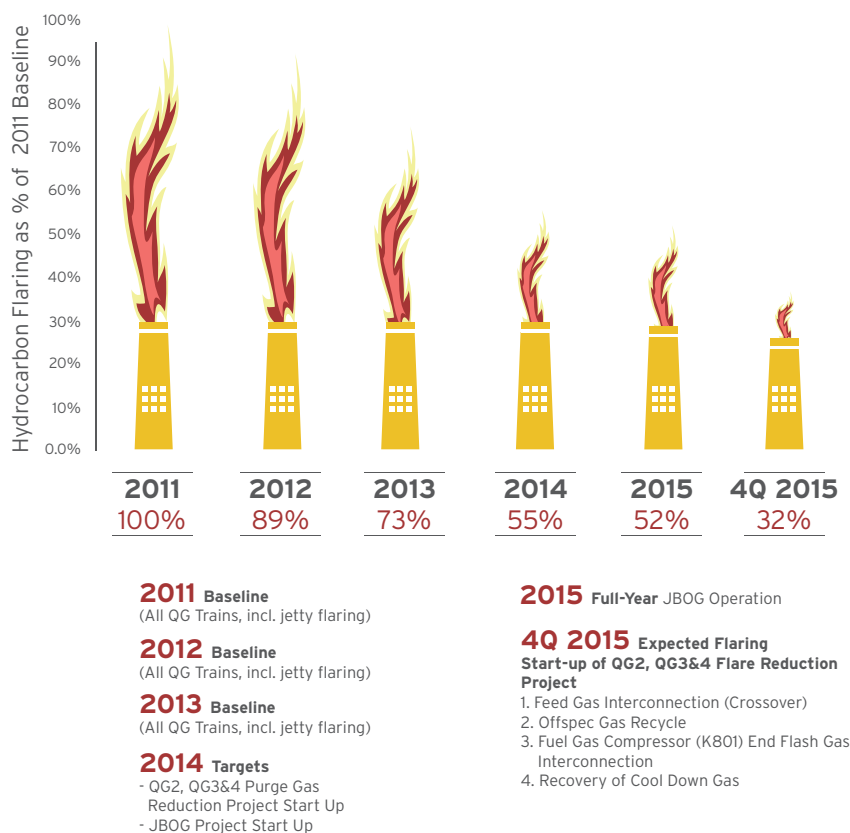 Hydrocarbon Flaring as % of 2011 Baseline
100%
90%
80%
70%
60%
50%
40%
30%
20%
10%
0.0%
2011
100%
2012
89%
2013
73%
2014
55%
2015
52%
4Q 2015
32%
2011 Baseline
(All QG Trains, incl. jetty flaring)
2012 Baseline
(All QG Trains, incl. jetty flaring)
2013 Baseline
(All QG Trains, incl. jetty flaring)
2014 Targets
- QG2, QG3&4 Purge Gas
Reduction Project Start Up
- JBOG Project Start Up
2015 Full-Year JBOG Operation
4Q 2015 Expected Flaring
Start-up of QG2, QG3&4 Flare Reduction
Project
1. Feed Gas Interconnection (Crossover)
2. Offspec Gas Recycle
3. Fuel Gas Compressor (K801) End Flash Gas
Interconnection
4. Recovery of Cool Down Gas